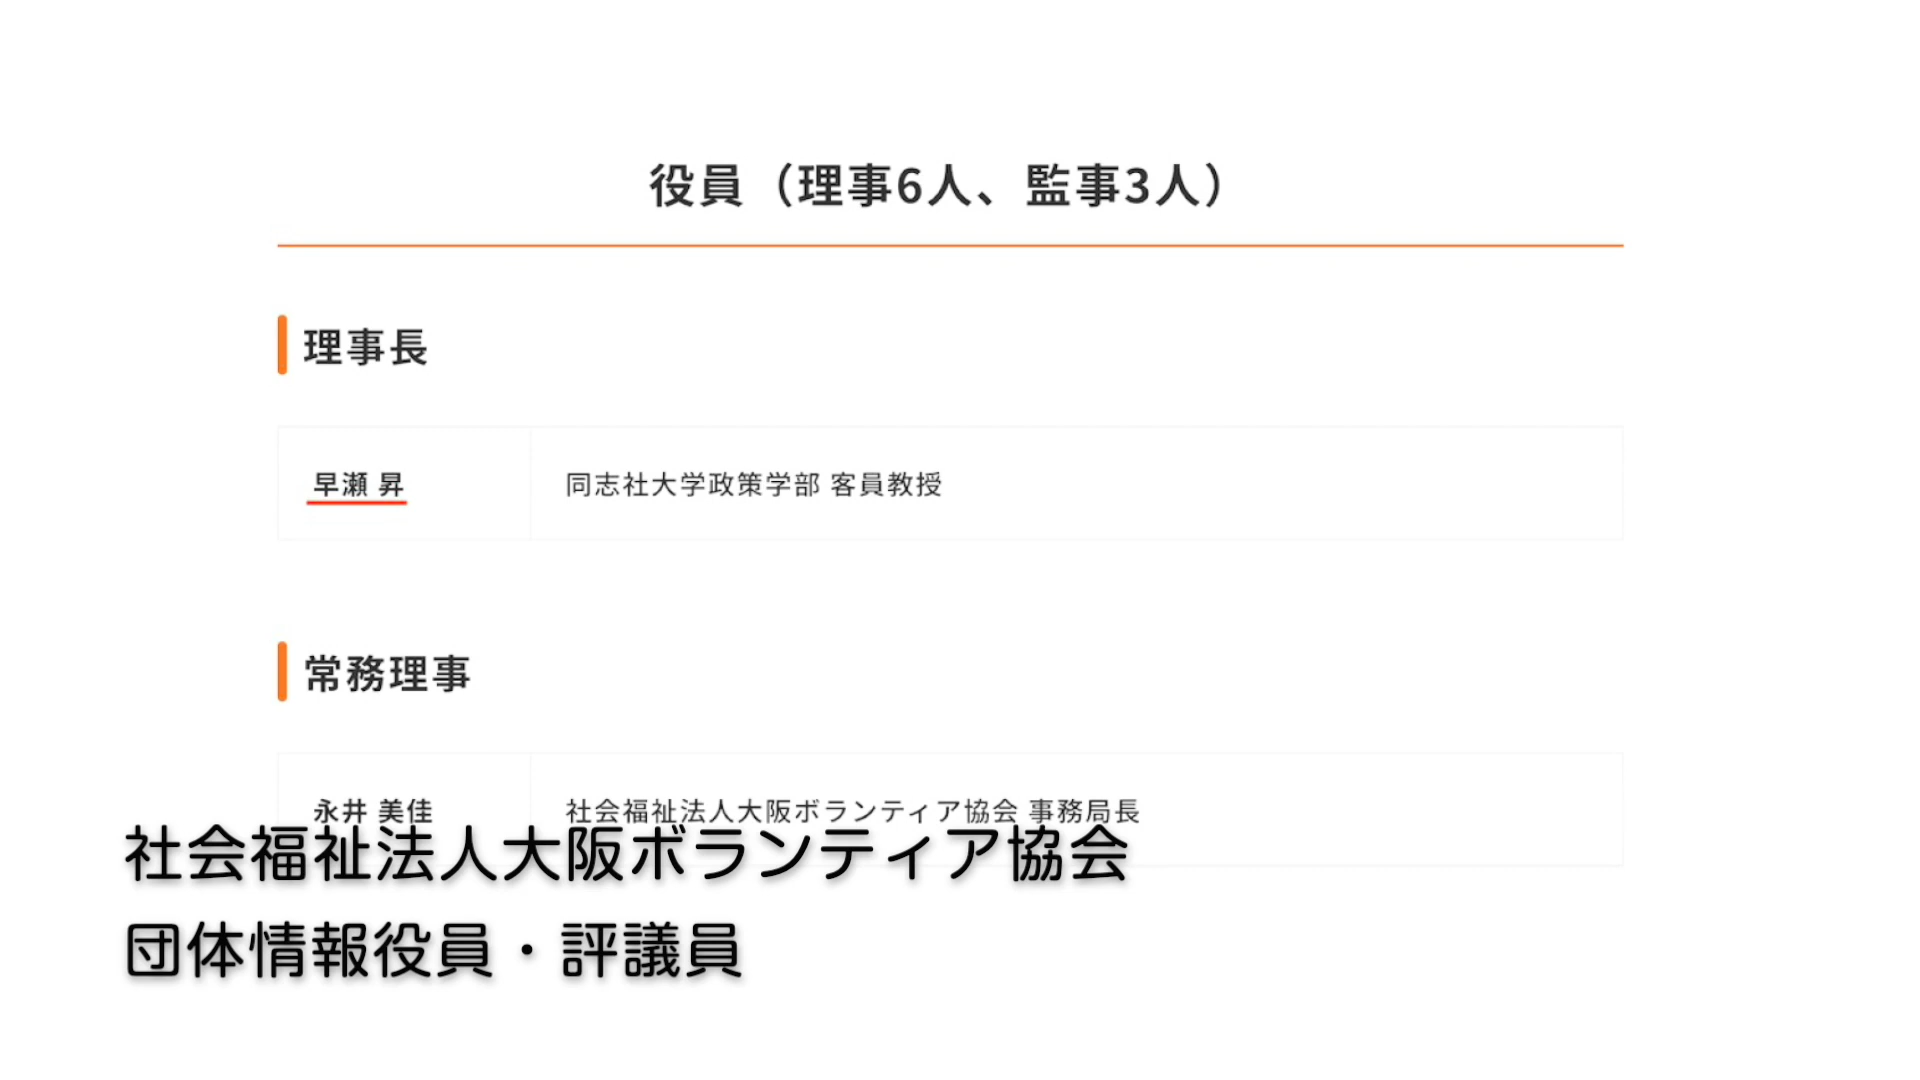 役員（理事6人、監事3人）
理事長
早瀬 昇 同志社大学政策学部 客員教授
常務理事
永井 美佳 社会福祉法人大阪ボランティア協会 事務局長
社会福祉法人大阪ボランティア協会
団体情報役員・評議員